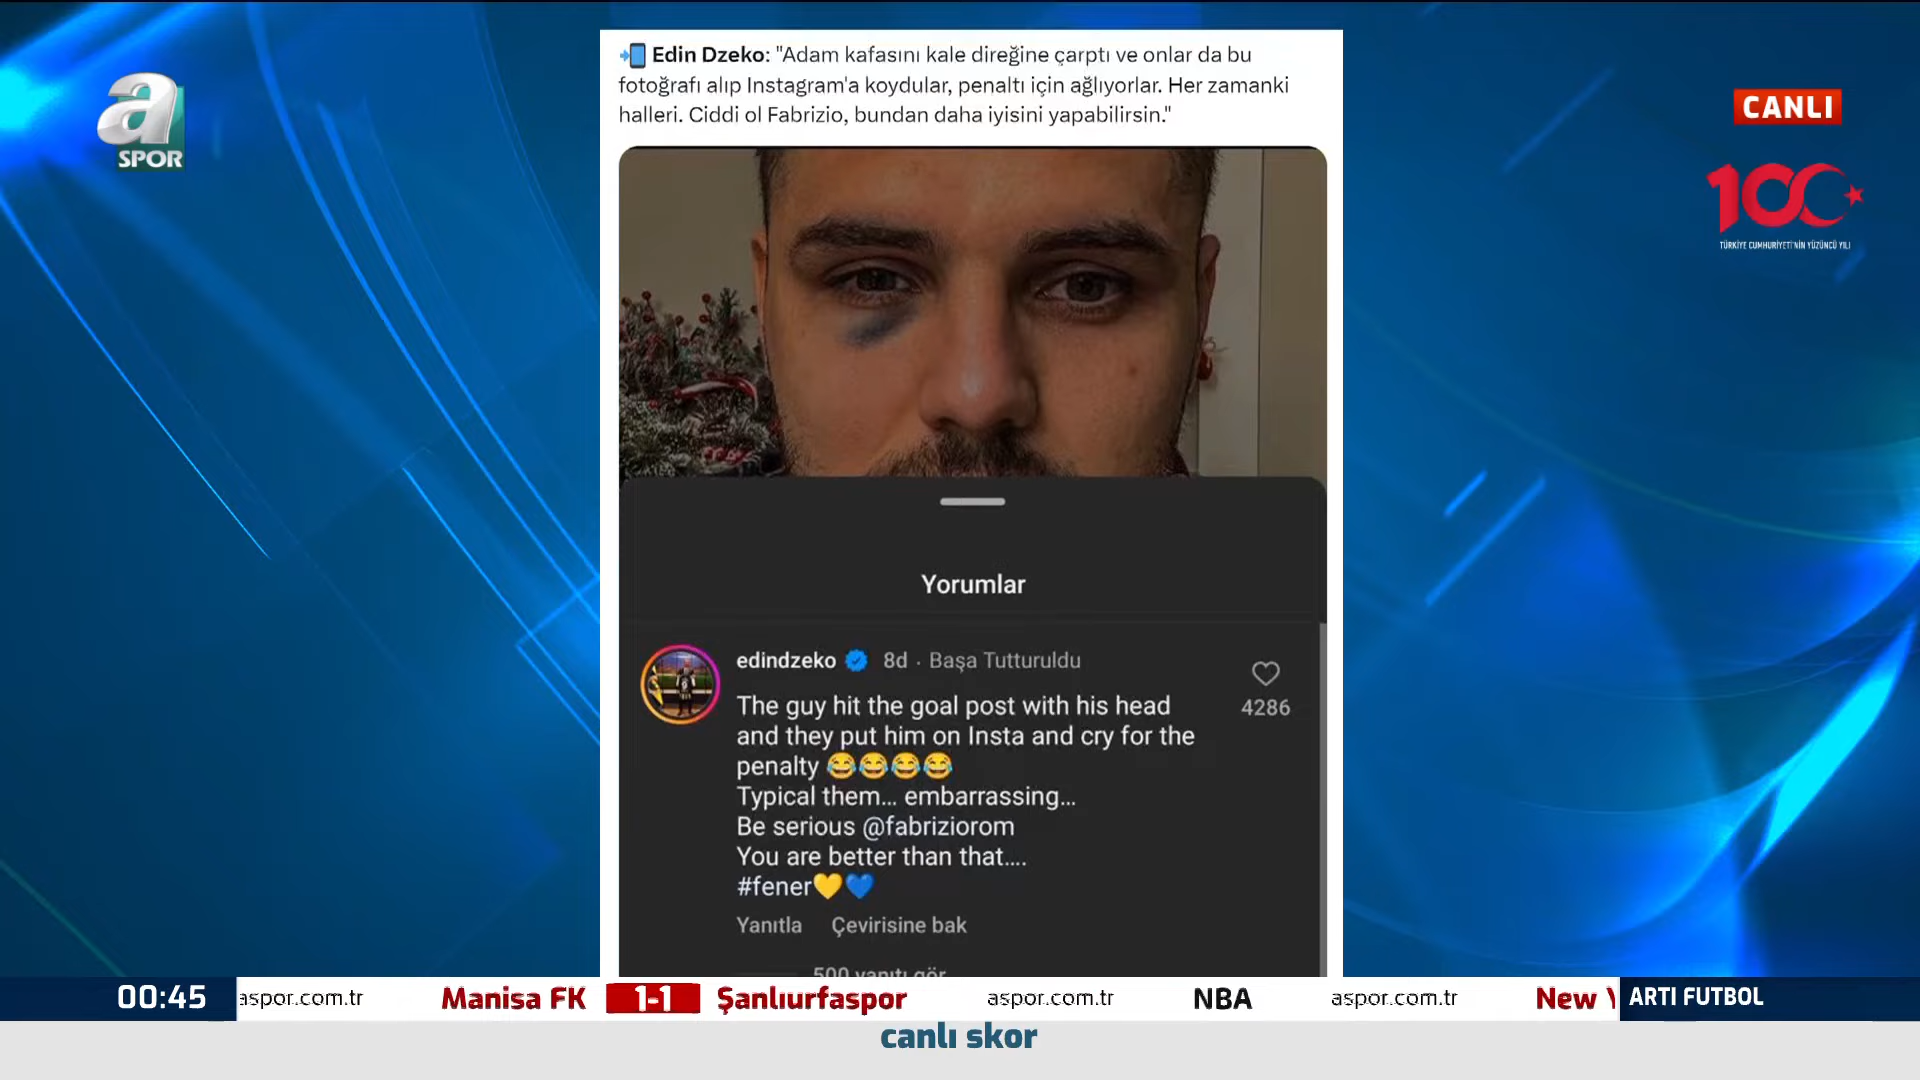 Edin Dzeko: "Adam kafasını kale direğine çarptı ve onlar da bu
fotoğrafı alıp Instagram'a koydular, penaltı için ağlıyorlar. Her zamanki
halleri. Ciddi ol Fabrizio, bundan daha iyisini yapabilirsin."
a
SPOR
CANLI
100
TÜRKİYE CUMHURİYETİ'NİN YÜZÜNCÜ YILI
Yorumlar
edindzeko 8d · Başa Tutturuldu
The guy hit the goal post with his head
and they put him on Insta and cry for the
penalty 😂😂😂😂
Typical them... embarrassing...
Be serious @fabriziorom
You are better than that....
#fener💛💙
4286
Yanıtla Çevirisine bak
500 yanıtı gör
00:45 aspor.com.tr Manisa FK 1-1 Şanlıurfaspor aspor.com.tr NBA aspor.com.tr New ARTI FUTBOL
canlı skor